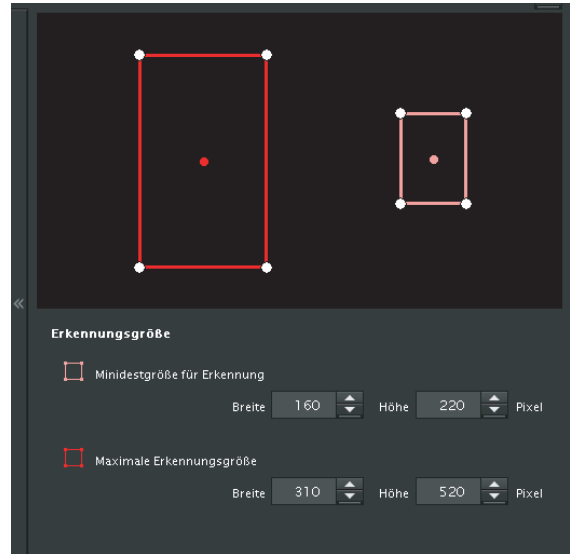 «
Erkennungsgröße
Minidestgröße für Erkennung
Breite 160 Höhe 220 Pixel
Maximale Erkennungsgröße
Breite 310 Höhe 520 Pixel